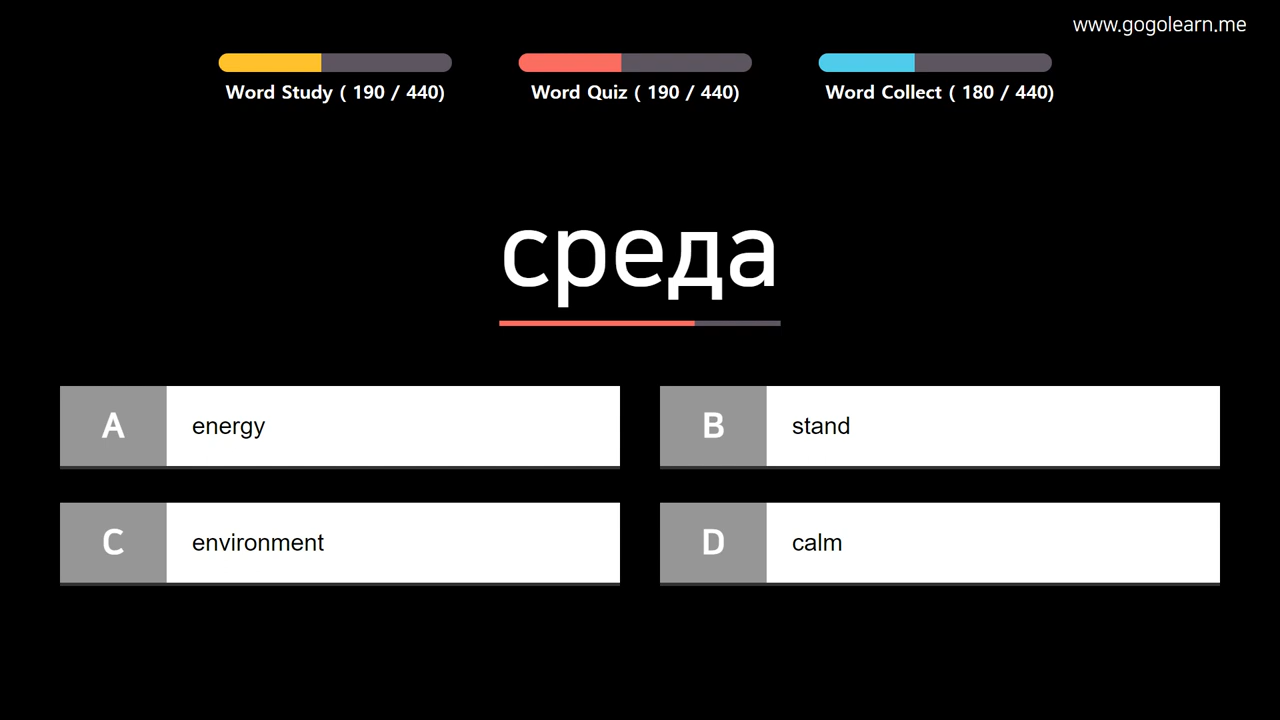 www.gogolearn.me
Word Study ( 190 / 440)
Word Quiz ( 190 / 440)
Word Collect ( 180 / 440)
среда
A energy
B stand
C environment
D calm